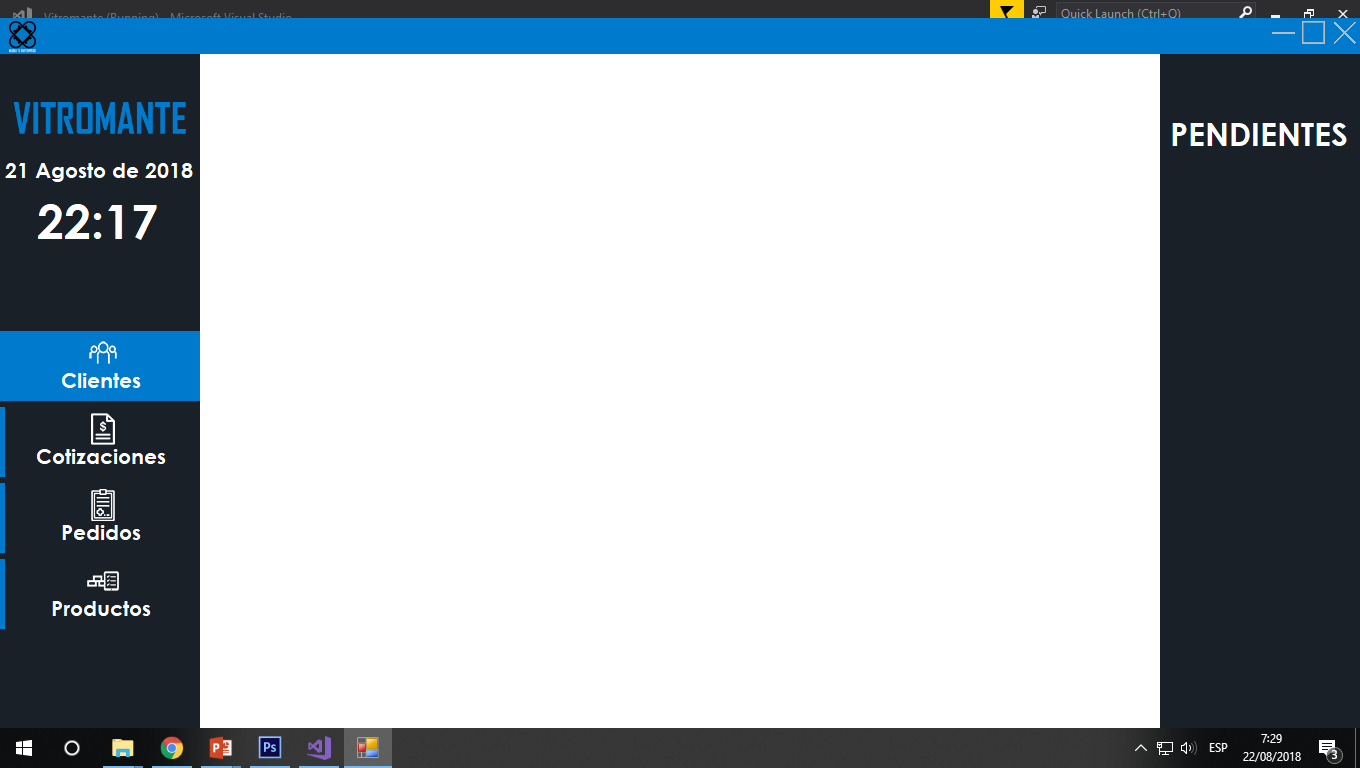 Vitromante (Running) - Microsoft Visual Studio
Quick Launch (Ctrl+Q)
VITROMANTE
21 Agosto de 2018
22:17
Clientes
Cotizaciones
Pedidos
Productos
PENDIENTES
Ps
ESP
7:29
22/08/2018
3